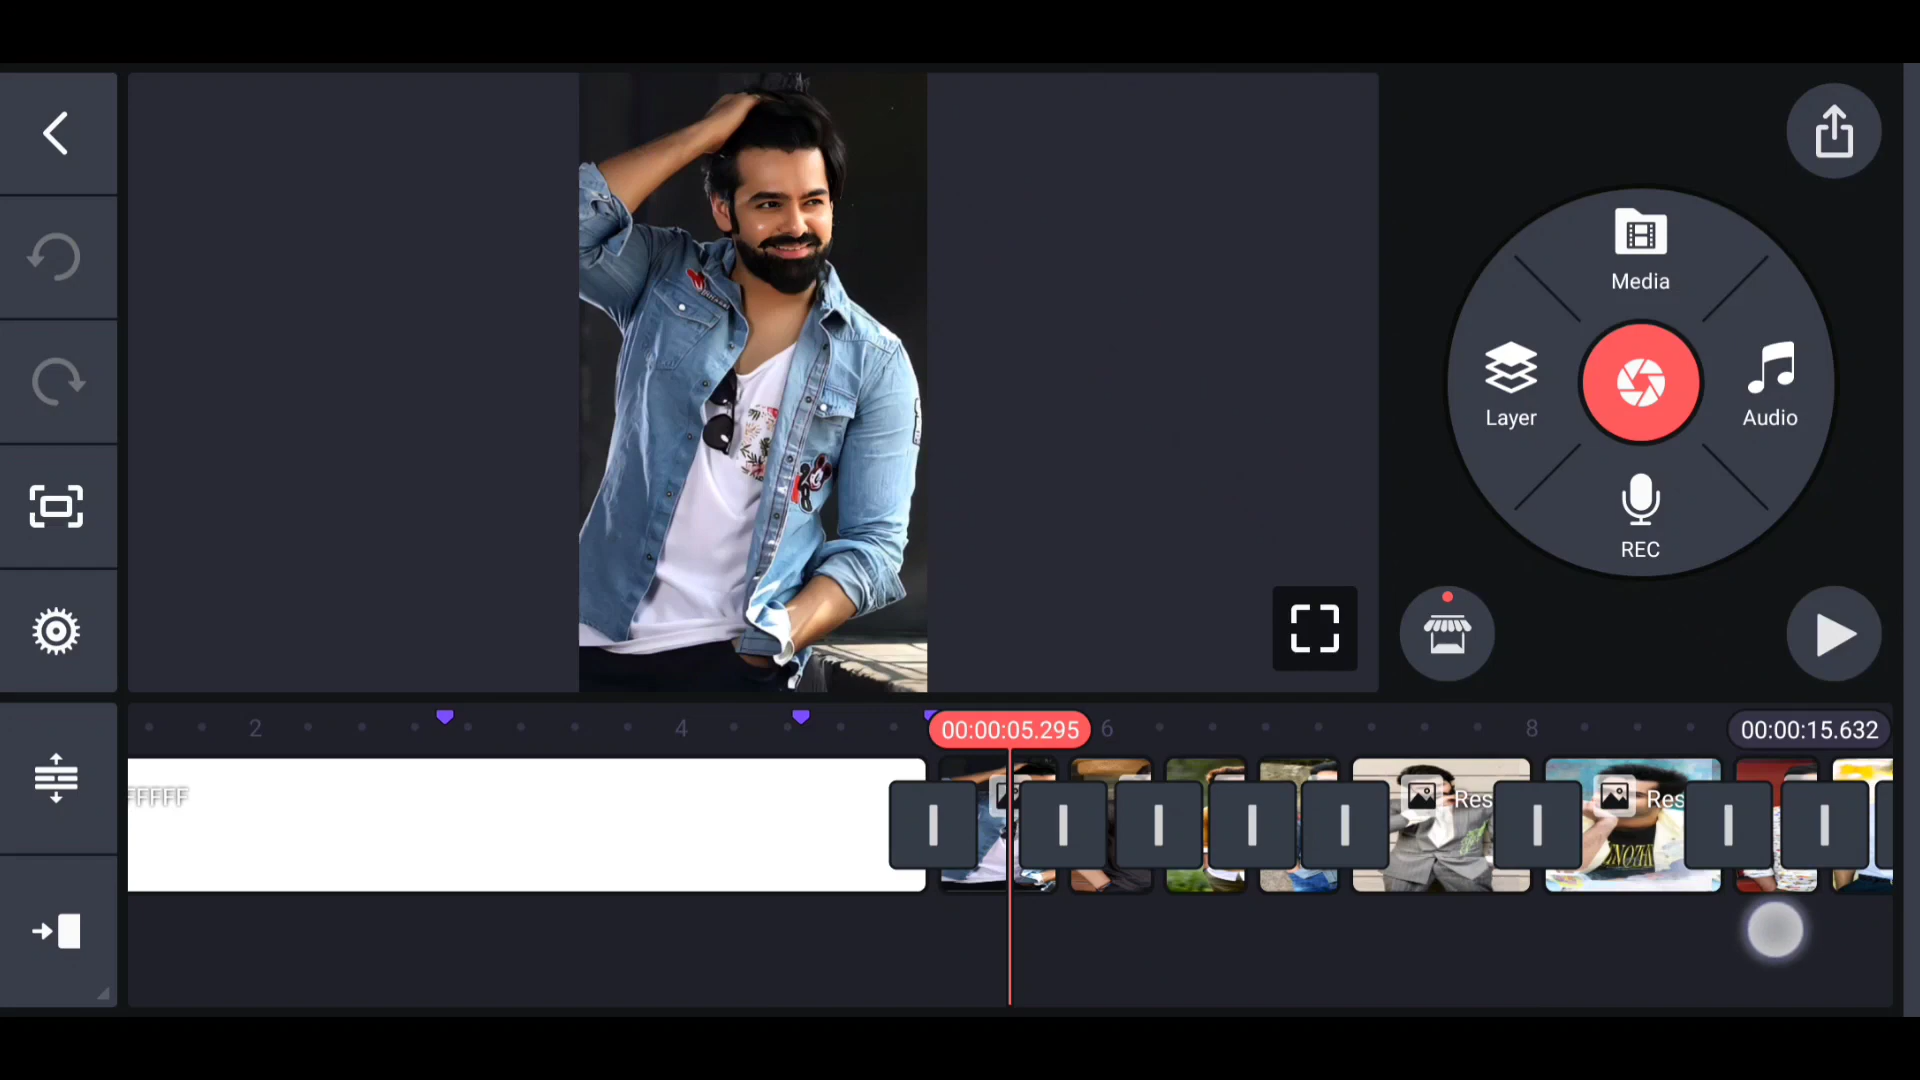 Media
Layer
Audio
REC
2
4
00:00:05.295
6
8
00:00:15.632
FFFFF
Res
Res